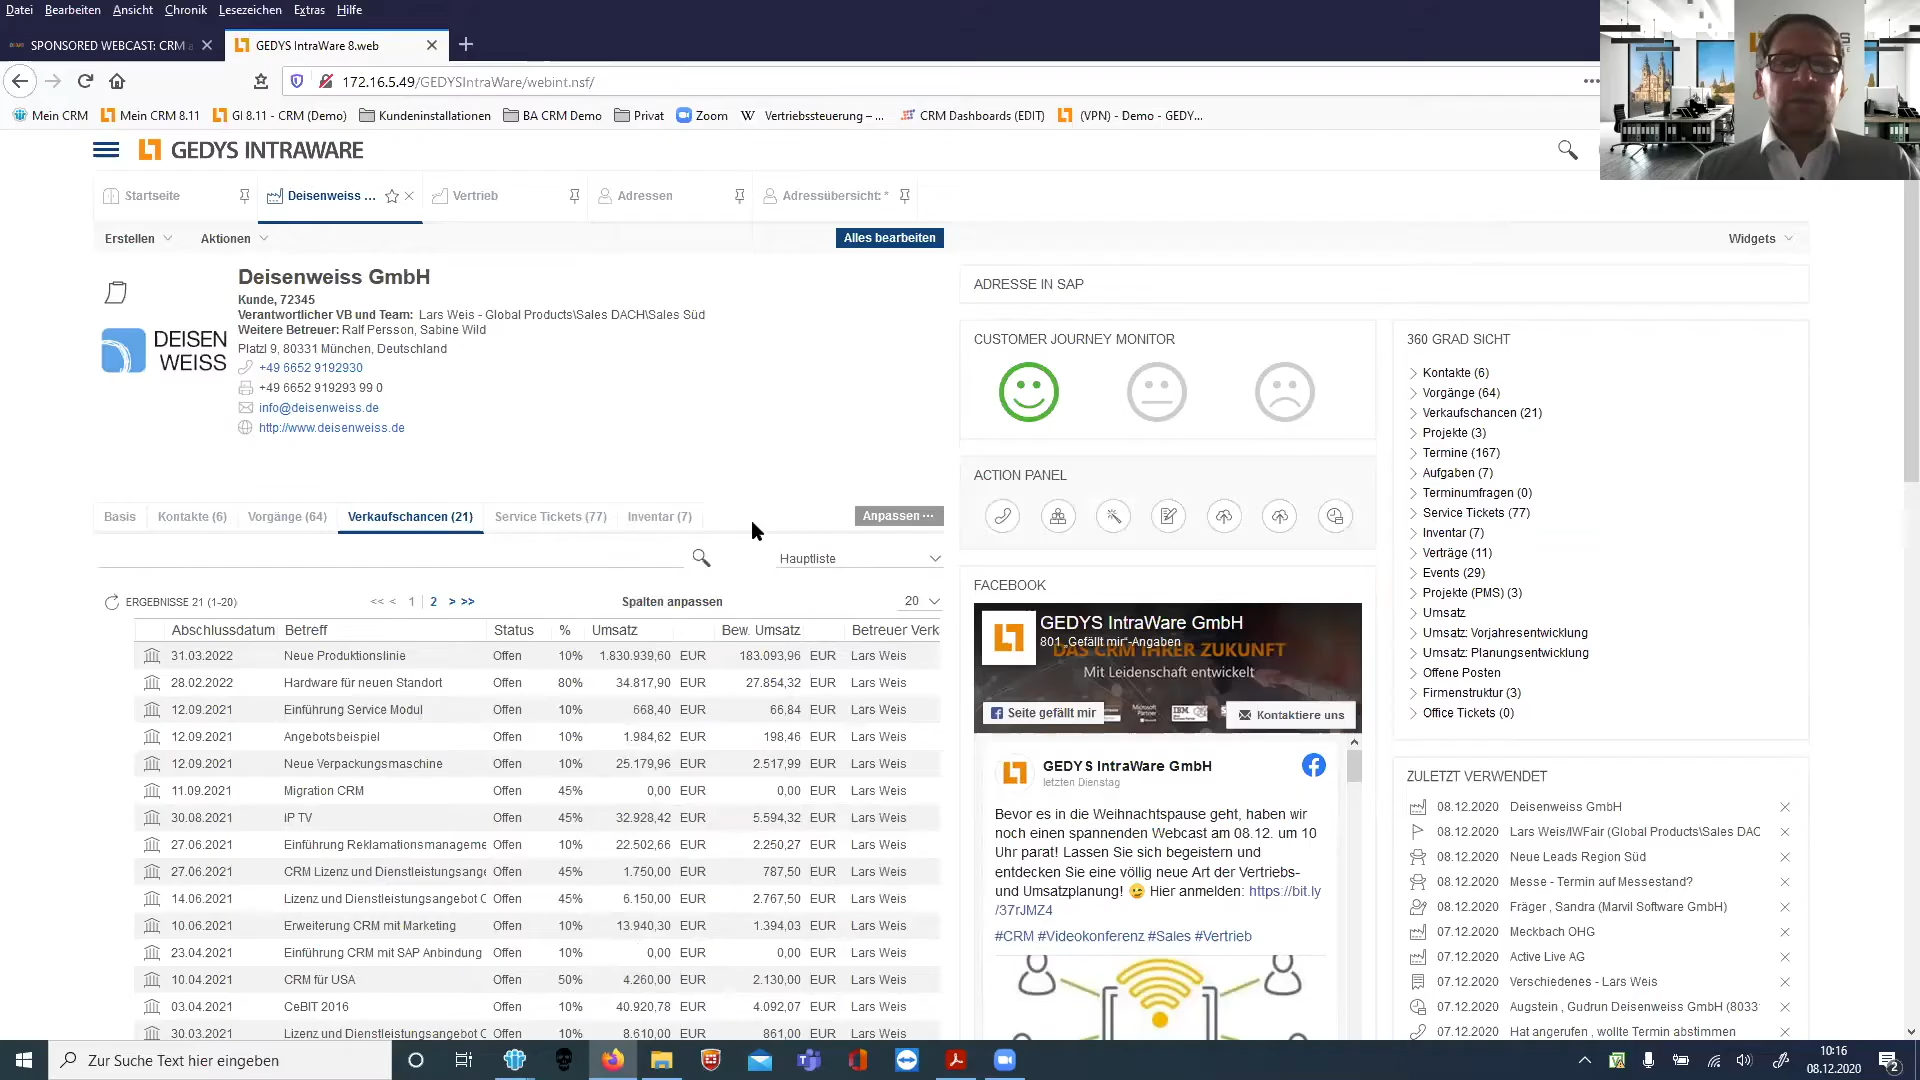 Datei Bearbeiten Ansicht Chronik Lesezeichen Extras Hilfe
SPONSORED WEBCAST: CRM
GEDYS IntraWare 8.web
172.16.5.49/GEDYSIntraWare/webint.nsf/
Mein CRM Mein CRM 8.11 GI 8.11 - CRM (Demo) Kundeninstallationen BA CRM Demo Privat Zoom W Vertriebssteuerung – ... CRM Dashboards (EDIT) (VPN) - Demo - GEDY...
GEDYS INTRAWARE
Startseite Deisenweiss ... Vertrieb Adressen Adressübersicht: *
Erstellen Aktionen Alles bearbeiten Widgets
Deisenweiss GmbH
Kunde, 72345
Verantwortlicher VB und Team: Lars Weis - Global Products\Sales DACH\Sales Süd
Weitere Betreuer: Ralf Persson, Sabine Wild
Platzl 9, 80331 München, Deutschland
+49 6652 9192930
+49 6652 919293 99 0
info@deisenweiss.de
http://www.deisenweiss.de
DEISEN
WEISS
Basis Kontakte (6) Vorgänge (64) Verkaufschancen (21) Service Tickets (77) Inventar (7) Anpassen ···
Hauptliste
ERGEBNISSE 21 (1-20) << < 1 | 2 > >> Spalten anpassen 20
Abschlussdatum Betreff Status % Umsatz Bew. Umsatz Betreuer Verk
31.03.2022 Neue Produktionslinie Offen 10% 1.830.939,60 EUR 183.093,96 EUR Lars Weis
28.02.2022 Hardware für neuen Standort Offen 80% 34.817,90 EUR 27.854,32 EUR Lars Weis
12.09.2021 Einführung Service Modul Offen 10% 668,40 EUR 66,84 EUR Lars Weis
12.09.2021 Angebotsbeispiel Offen 10% 1.984,62 EUR 198,46 EUR Lars Weis
12.09.2021 Neue Verpackungsmaschine Offen 10% 25.179,96 EUR 2.517,99 EUR Lars Weis
11.09.2021 Migration CRM Offen 45% 0,00 EUR 0,00 EUR Lars Weis
30.08.2021 IP TV Offen 45% 32.928,42 EUR 5.594,32 EUR Lars Weis
27.06.2021 Einführung Reklamationsmanageme Offen 10% 22.502,66 EUR 2.250,27 EUR Lars Weis
27.06.2021 CRM Lizenz und Dienstleistungsange Offen 45% 1.750,00 EUR 787,50 EUR Lars Weis
14.06.2021 Lizenz und Dienstleistungsangebot C Offen 45% 6.150,00 EUR 2.767,50 EUR Lars Weis
10.06.2021 Erweiterung CRM mit Marketing Offen 10% 13.940,30 EUR 1.394,03 EUR Lars Weis
23.04.2021 Einführung CRM mit SAP Anbindung Offen 10% 0,00 EUR 0,00 EUR Lars Weis
10.04.2021 CRM für USA Offen 50% 4.260,00 EUR 2.130,00 EUR Lars Weis
03.04.2021 CeBIT 2016 Offen 10% 40.920,78 EUR 4.092,07 EUR Lars Weis
30.03.2021 Lizenz und Dienstleistungsangebot C Offen 10% 8.610,00 EUR 861,00 EUR Lars Weis
ADRESSE IN SAP
CUSTOMER JOURNEY MONITOR
ACTION PANEL
FACEBOOK
GEDYS IntraWare GmbH
801 „Gefällt mir“-Angaben
DAS CRM IHRER ZUKUNFT
Mit Leidenschaft entwickelt
Microsoft Partner IBM
Seite gefällt mir Kontaktiere uns
GEDYS IntraWare GmbH
letzten Dienstag
Bevor es in die Weihnachtspause geht, haben wir
noch einen spannenden Webcast am 08.12. um 10
Uhr parat! Lassen Sie sich begeistern und
entdecken Sie eine völlig neue Art der Vertriebs-
und Umsatzplanung! 😉 Hier anmelden: https://bit.ly
/37rJMZ4
#CRM #Videokonferenz #Sales #Vertrieb
360 GRAD SICHT
Kontakte (6)
Vorgänge (64)
Verkaufschancen (21)
Projekte (3)
Termine (167)
Aufgaben (7)
Terminumfragen (0)
Service Tickets (77)
Inventar (7)
Verträge (11)
Events (29)
Projekte (PMS) (3)
Umsatz
Umsatz: Vorjahresentwicklung
Umsatz: Planungsentwicklung
Offene Posten
Firmenstruktur (3)
Office Tickets (0)
ZULETZT VERWENDET
08.12.2020 Deisenweiss GmbH
08.12.2020 Lars Weis/IWFair (Global Products\Sales DAC
08.12.2020 Neue Leads Region Süd
08.12.2020 Messe - Termin auf Messestand?
08.12.2020 Fräger , Sandra (Marvil Software GmbH)
07.12.2020 Meckbach OHG
07.12.2020 Active Live AG
07.12.2020 Verschiedenes - Lars Weis
07.12.2020 Augstein , Gudrun Deisenweiss GmbH (8033
07.12.2020 Hat angerufen , wollte Termin abstimmen
Zur Suche Text hier eingeben
10:16
08.12.2020
2